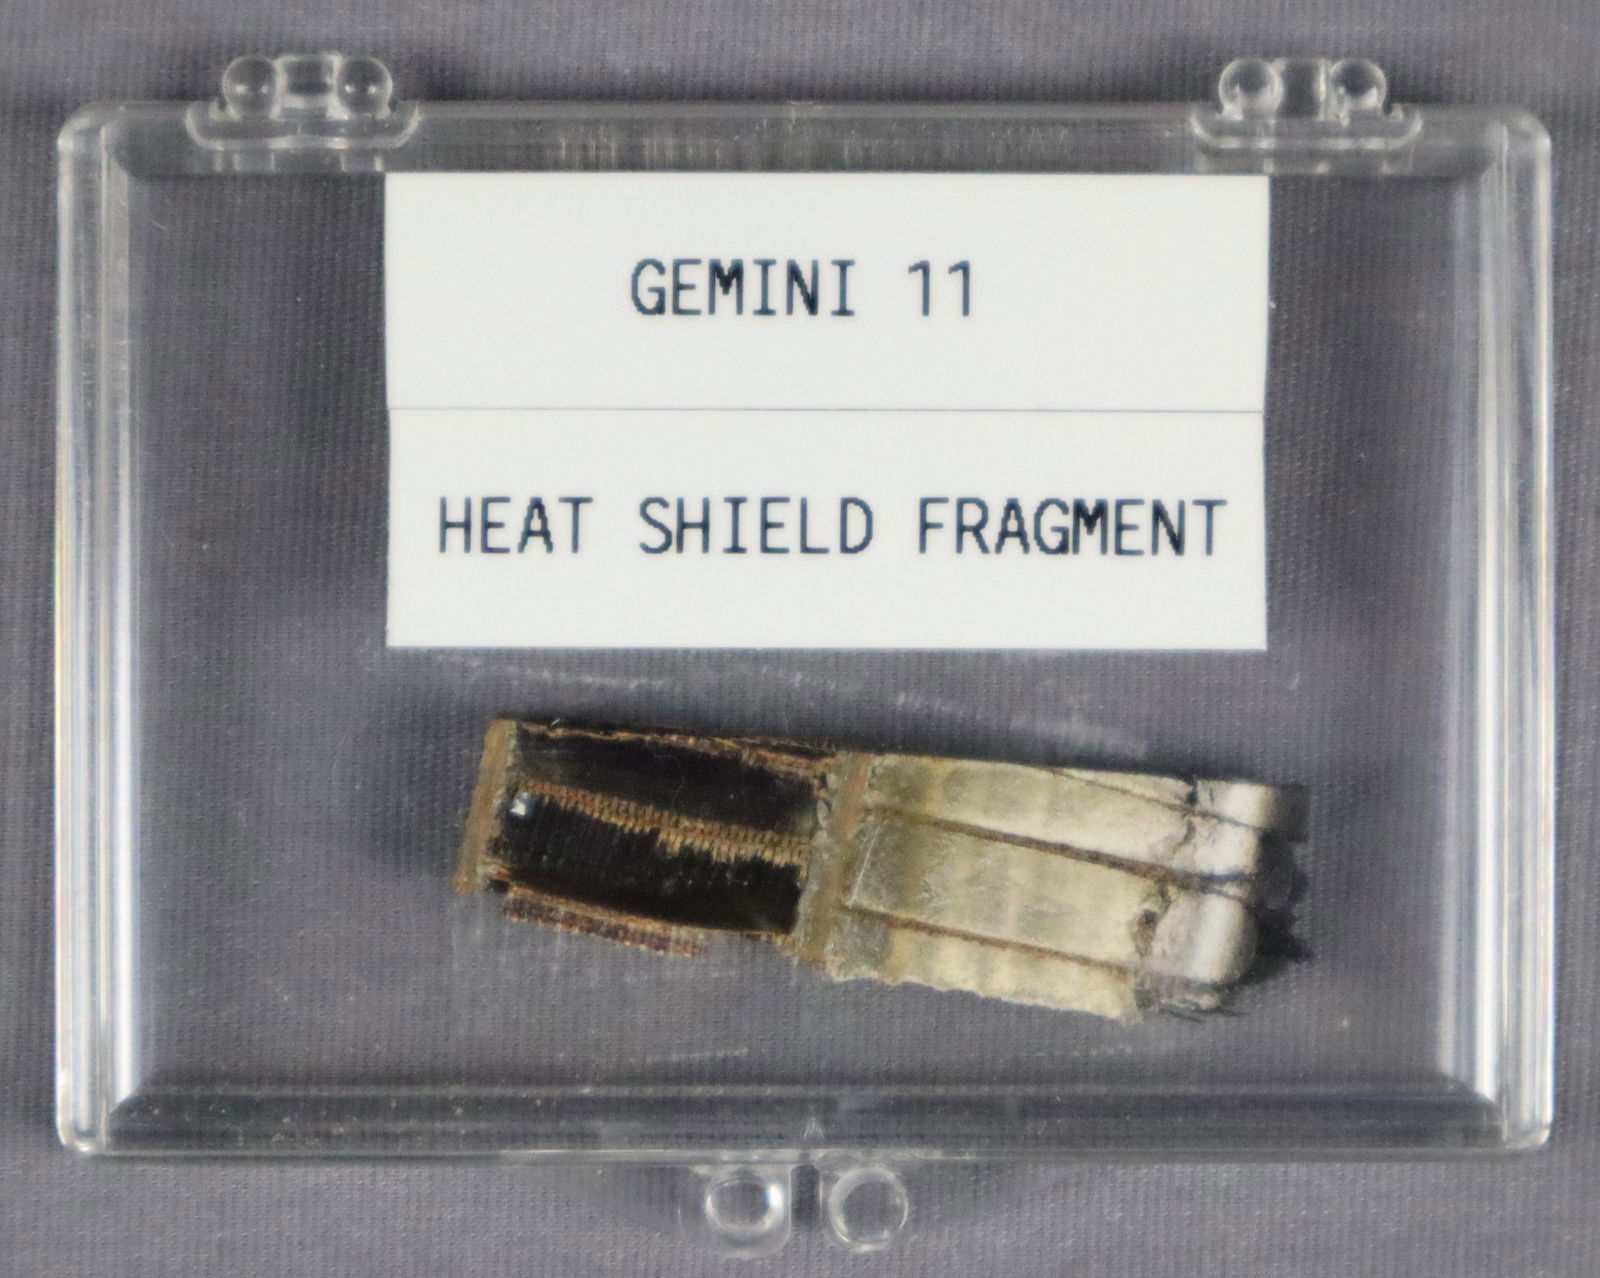 GEMINI 11
HEAT SHIELD FRAGMENT